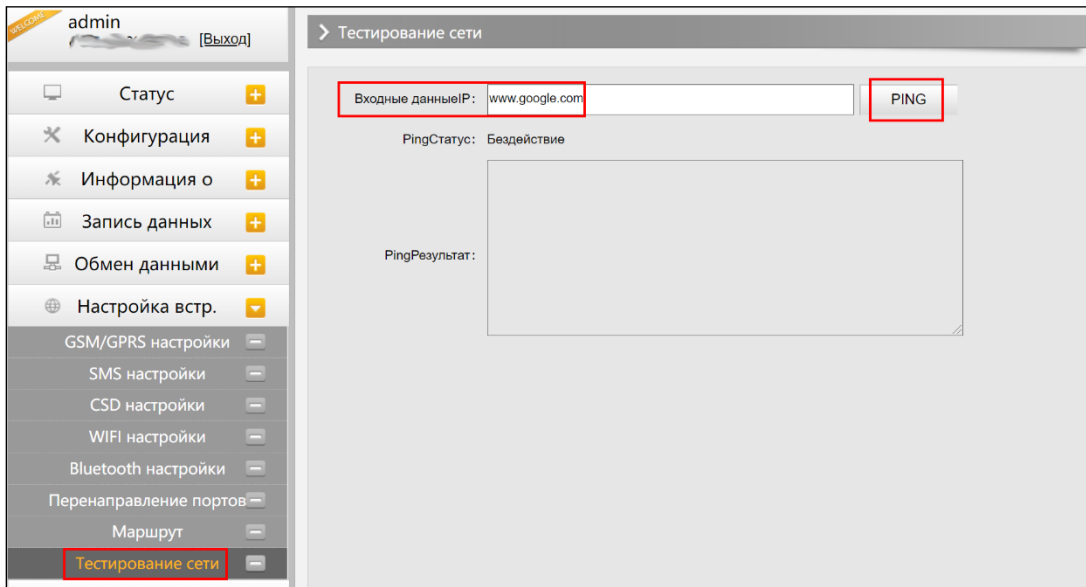 WELCOME
admin
[Выход]
Статус
Конфигурация
Информация о
Запись данных
Обмен данными
Настройка встр.
GSM/GPRS настройки
SMS настройки
CSD настройки
WIFI настройки
Bluetooth настройки
Перенаправление портов
Маршрут
Тестирование сети
Тестирование сети
Входные данныеIP: www.google.com PING
PingСтатус: Бездействие
PingРезультат: